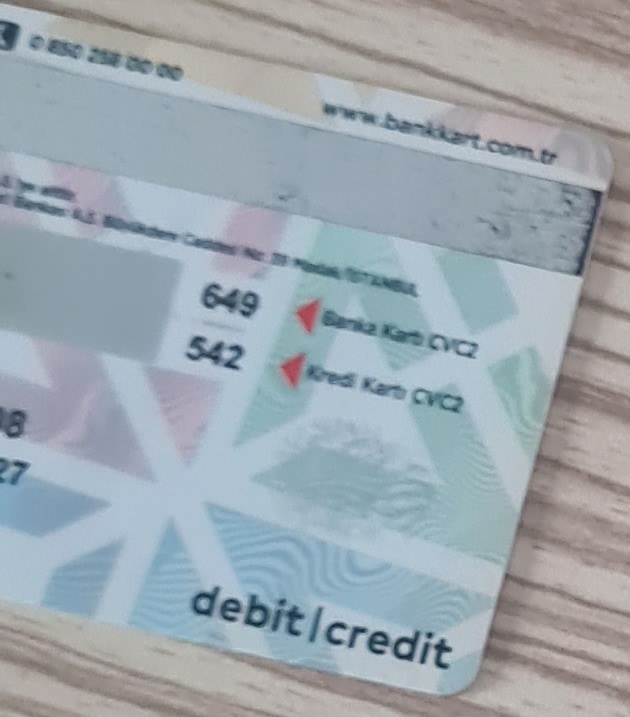 0 850 258 00 00
www.bankkart.com.tr
İSTANBUL
649 Banka Kartı CVC2
542 Kredi Kartı CVC2
08
27
debit|credit